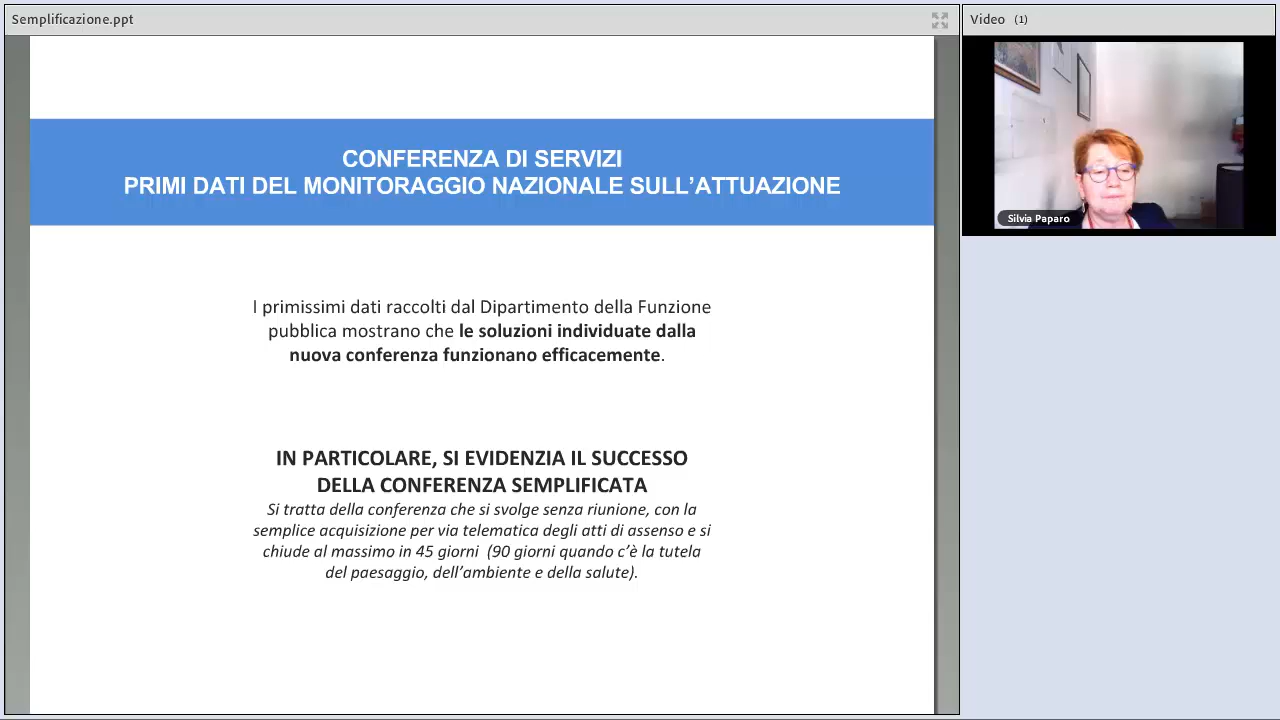 Semplificazione.ppt
Video (1)
Silvia Paparo
CONFERENZA DI SERVIZI
PRIMI DATI DEL MONITORAGGIO NAZIONALE SULL'ATTUAZIONE
I primissimi dati raccolti dal Dipartimento della Funzione
pubblica mostrano che le soluzioni individuate dalla
nuova conferenza funzionano efficacemente.
IN PARTICOLARE, SI EVIDENZIA IL SUCCESSO
DELLA CONFERENZA SEMPLIFICATA
Si tratta della conferenza che si svolge senza riunione, con la
semplice acquisizione per via telematica degli atti di assenso e si
chiude al massimo in 45 giorni (90 giorni quando c'è la tutela
del paesaggio, dell'ambiente e della salute).